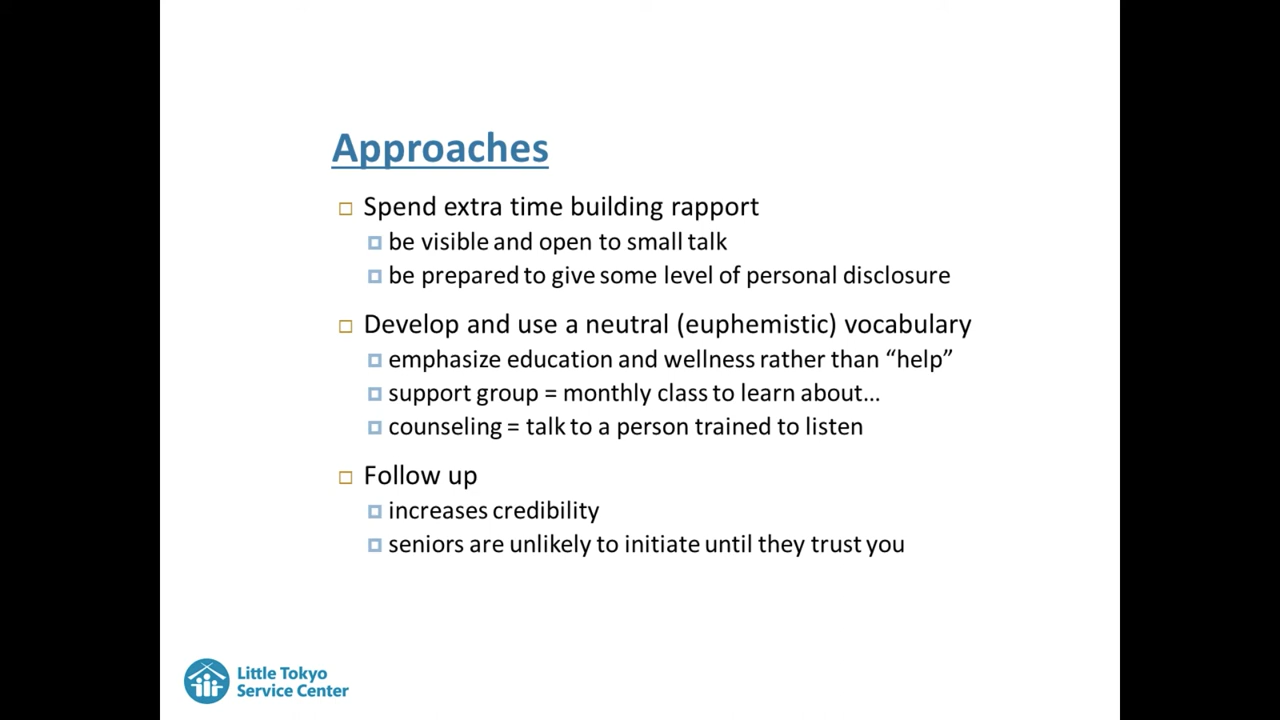 Approaches
Spend extra time building rapport
be visible and open to small talk
be prepared to give some level of personal disclosure
Develop and use a neutral (euphemistic) vocabulary
emphasize education and wellness rather than “help”
support group = monthly class to learn about…
counseling = talk to a person trained to listen
Follow up
increases credibility
seniors are unlikely to initiate until they trust you
Little Tokyo
Service Center